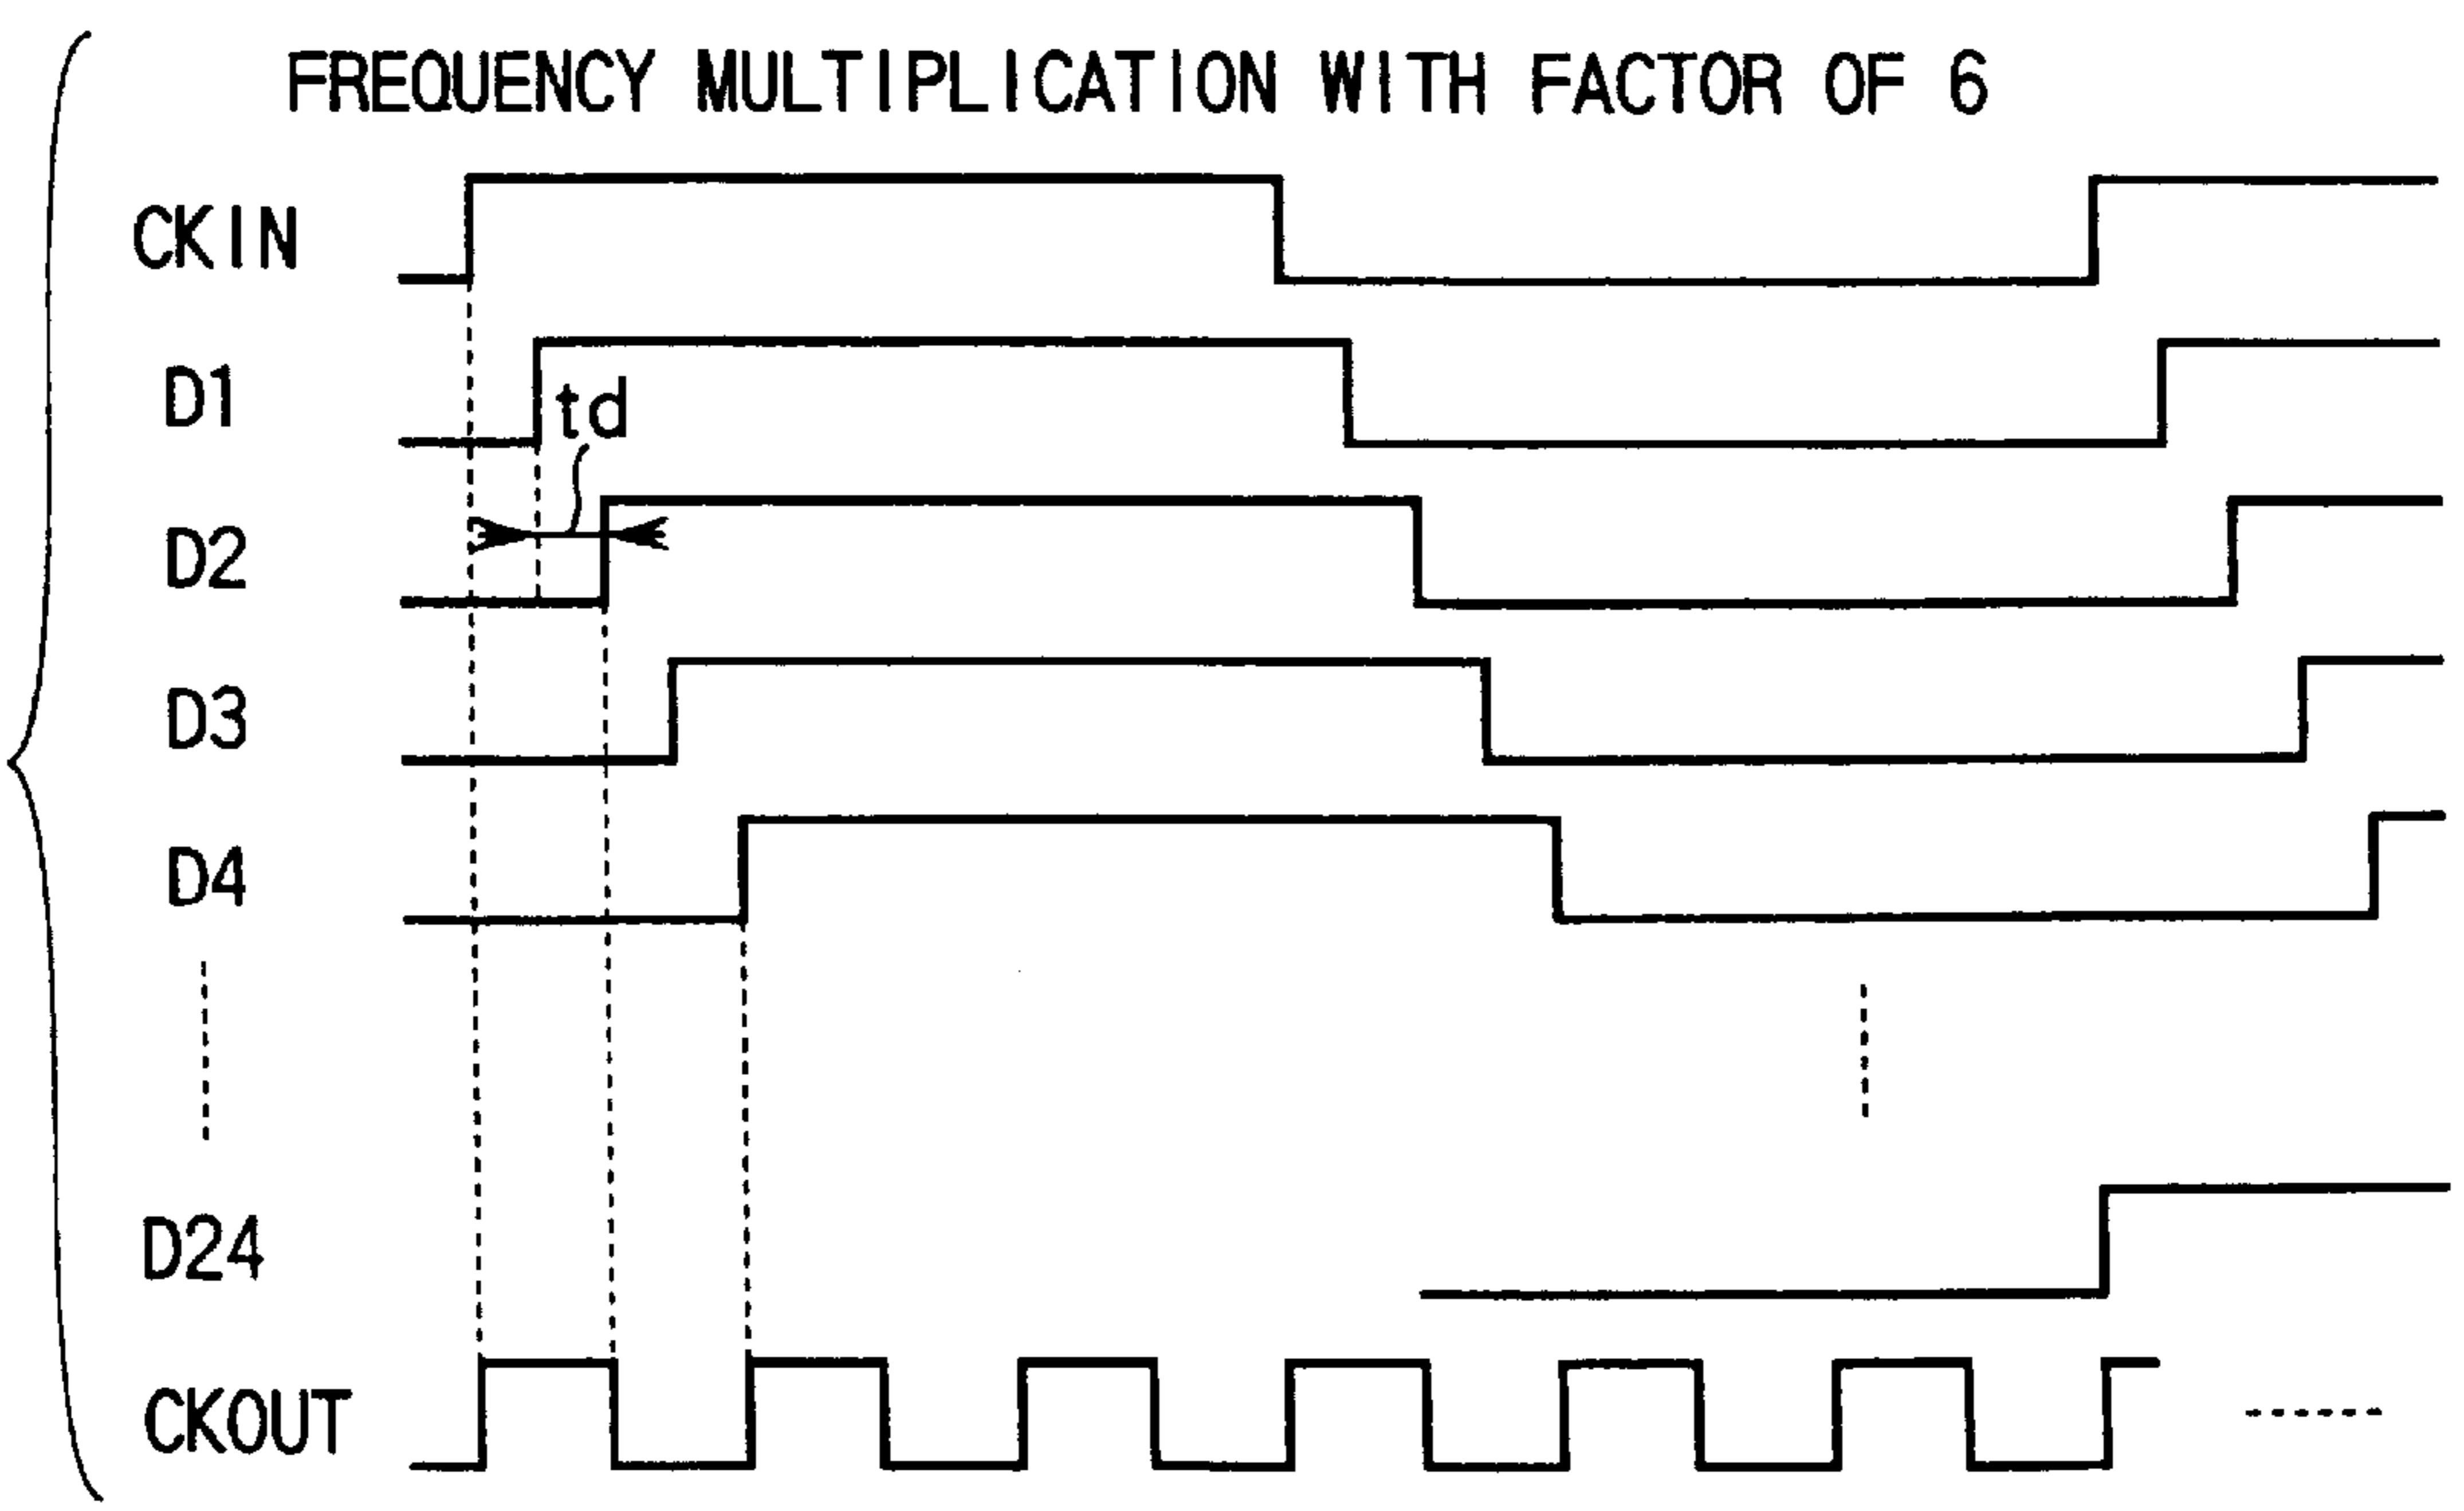 FREQUENCY MULTIPLICATION WITH FACTOR OF 6
CKIN
D1
td
D2
D3
D4
D24
CKOUT